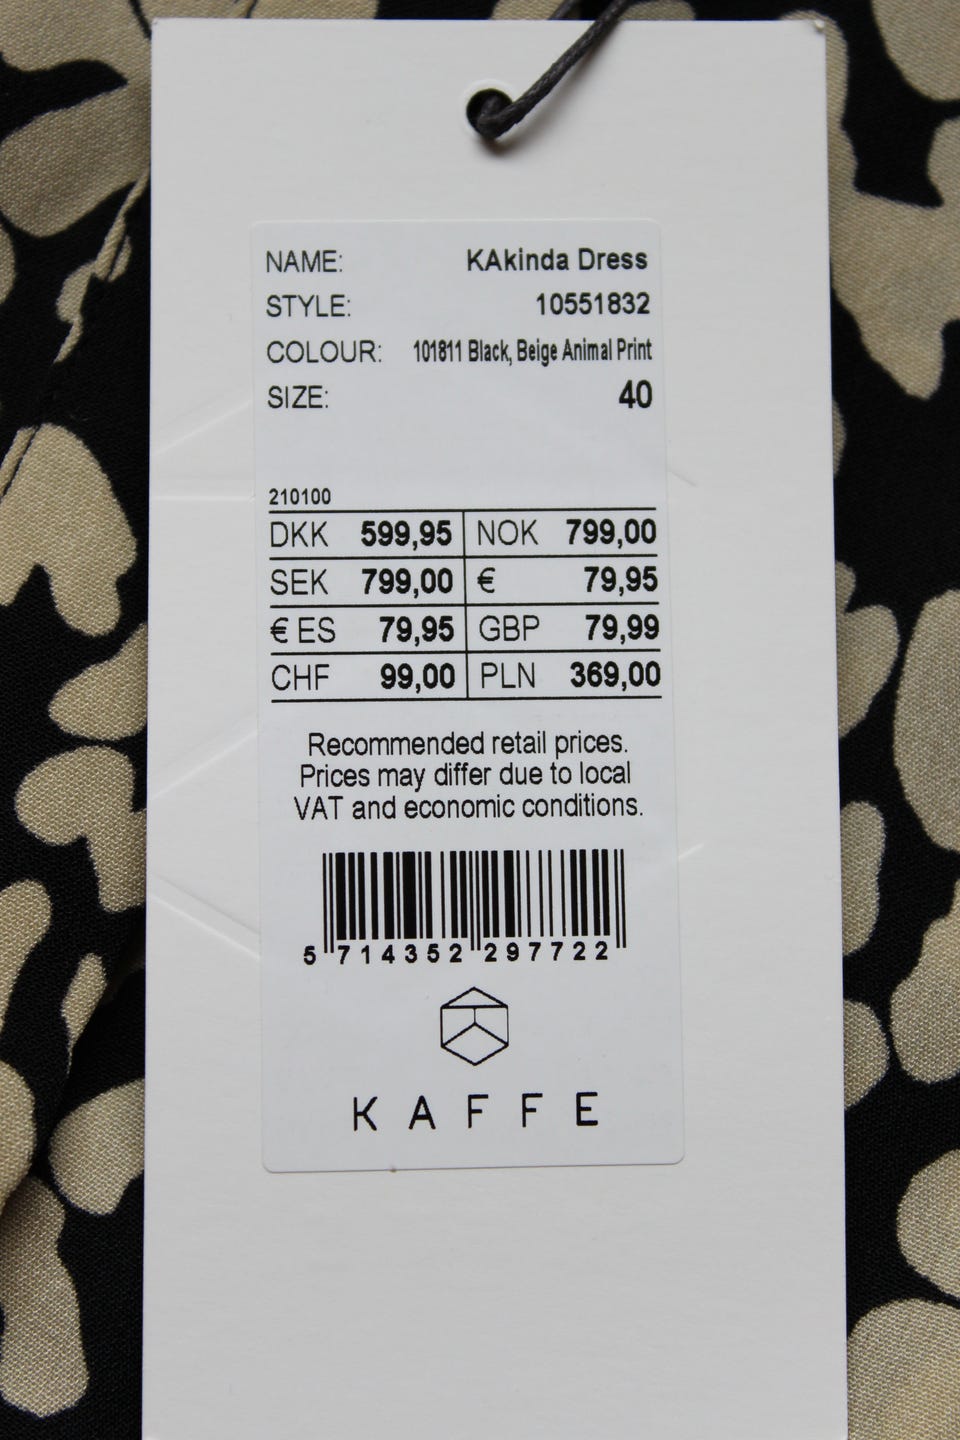 NAME: KAkinda Dress
STYLE: 10551832
COLOUR: 101811 Black, Beige Animal Print
SIZE: 40
210100
DKK 599,95 NOK 799,00
SEK 799,00 € 79,95
€ ES 79,95 GBP 79,99
CHF 99,00 PLN 369,00
Recommended retail prices.
Prices may differ due to local
VAT and economic conditions.
5 714352 297722
KAFFE